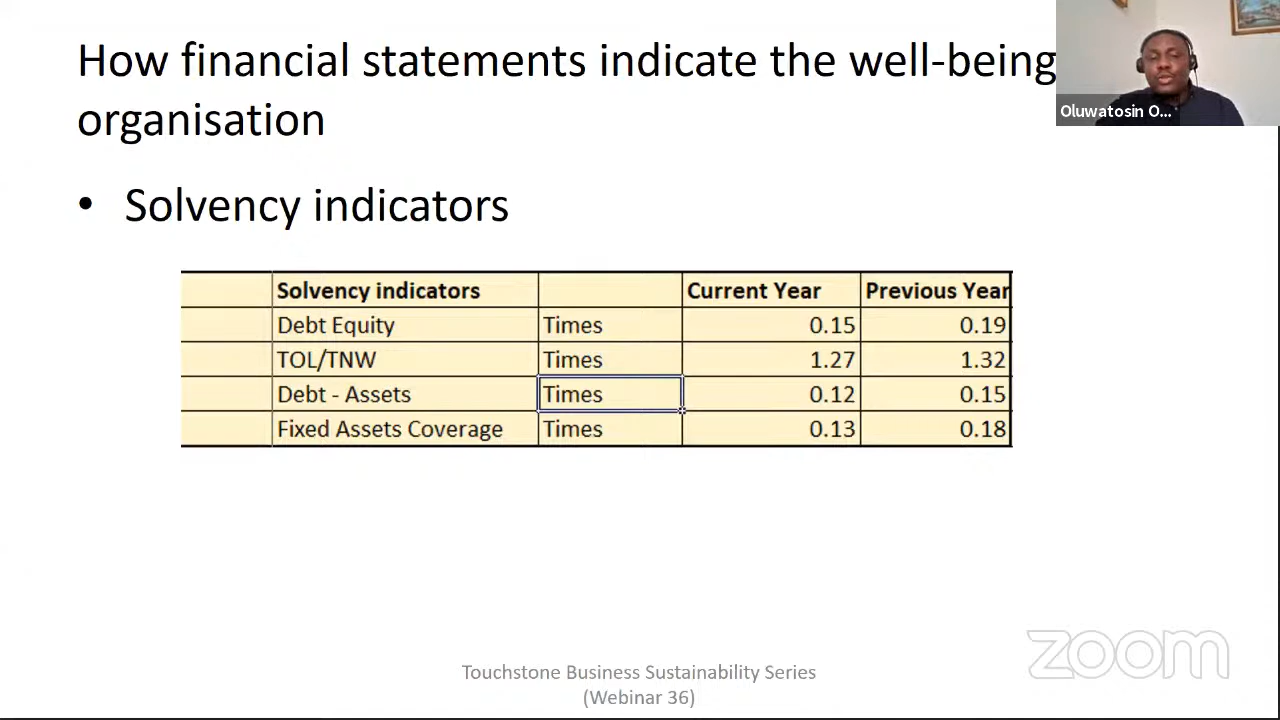 How financial statements indicate the well-being
organisation
Oluwatosin O...
• Solvency indicators
Solvency indicators Current Year Previous Year
Debt Equity Times 0.15 0.19
TOL/TNW Times 1.27 1.32
Debt - Assets Times 0.12 0.15
Fixed Assets Coverage Times 0.13 0.18
zoom
Touchstone Business Sustainability Series
(Webinar 36)